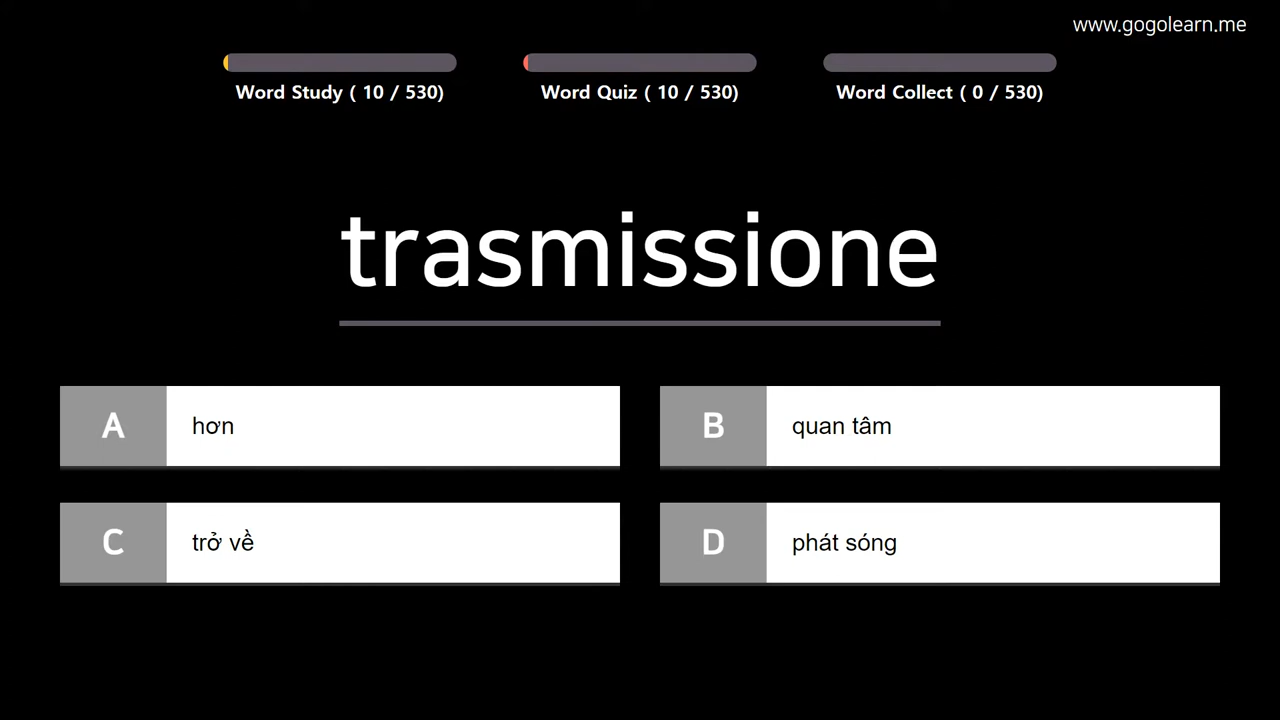 www.gogolearn.me
Word Study ( 10 / 530)
Word Quiz ( 10 / 530)
Word Collect ( 0 / 530)
trasmissione
A hơn
B quan tâm
C trở về
D phát sóng